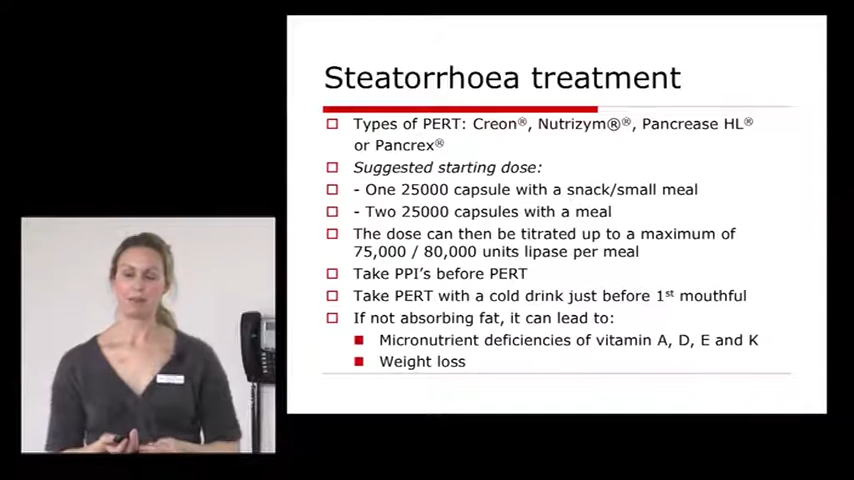 Steatorrhoea treatment
Types of PERT: Creon®, Nutrizym®®, Pancrease HL®
or Pancrex®
Suggested starting dose:
- One 25000 capsule with a snack/small meal
- Two 25000 capsules with a meal
The dose can then be titrated up to a maximum of
75,000 / 80,000 units lipase per meal
Take PPI's before PERT
Take PERT with a cold drink just before 1st mouthful
If not absorbing fat, it can lead to:
Micronutrient deficiencies of vitamin A, D, E and K
Weight loss